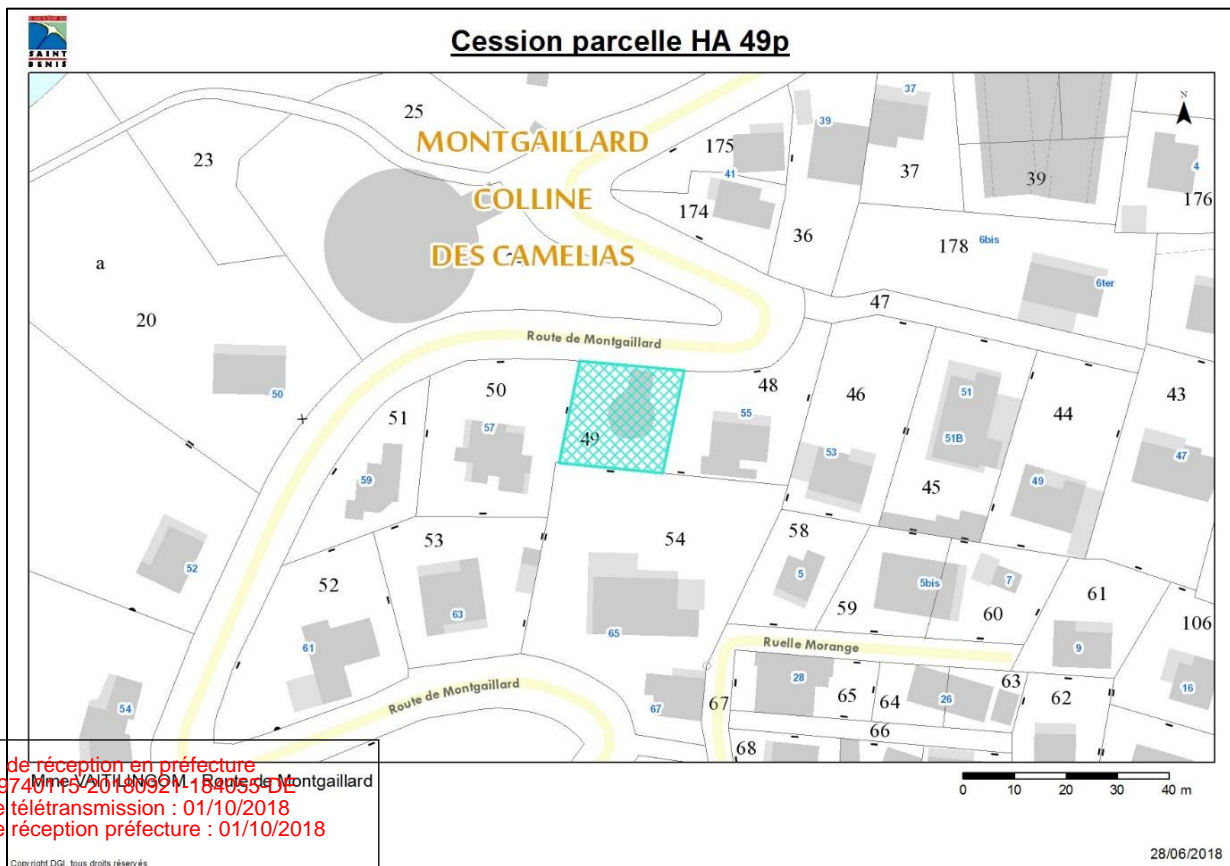 SAINT
DENIS
Cession parcelle HA 49p
N
25
MONTGAILLARD
COLLINE
DES CAMELIAS
23
a
20
175
41
174
39
36
37
37
39
4
176
178
6bis
6ter
47
Route de Montgaillard
50
50
51
57
59
49
48
55
46
53
51
51B
45
44
49
43
47
52
53
54
58
5
59
5bis
7
60
61
106
52
63
61
65
67
Ruelle Morange
9
16
28
65
64
26
63
62
67
66
68
54
Route de Montgaillard
de réception en préfecture
Mme VAITILINGOM - Route de Montgaillard
9740115-20180921-184055-DE
télétransmission : 01/10/2018
réception préfecture : 01/10/2018
0 10 20 30 40 m
Copyright DGI, tous droits réservés
28/06/2018